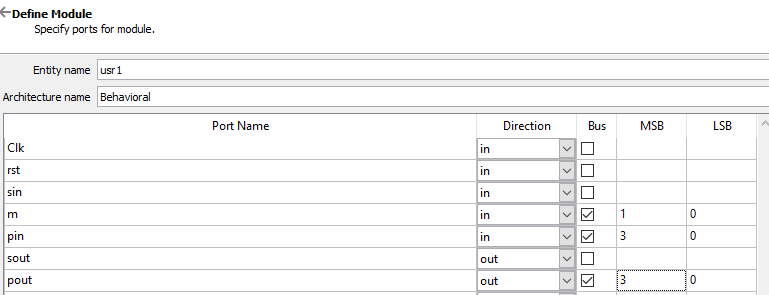 Define Module
Specify ports for module.
Entity name usr1
Architecture name Behavioral
Port Name Direction Bus MSB LSB
Clk in
rst in
sin in
m in 1 0
pin in 3 0
sout out
pout out 3 0